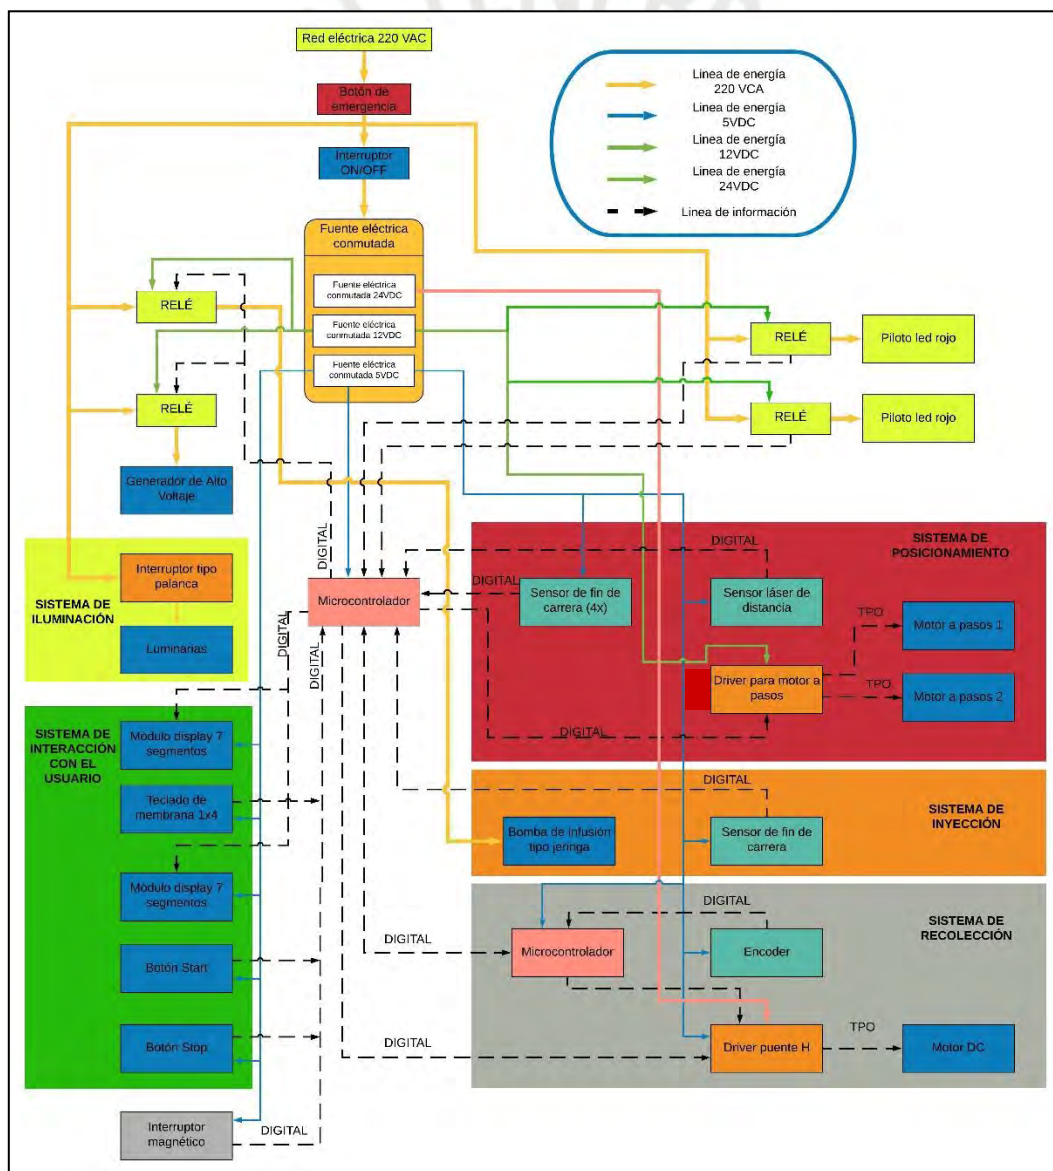 Red eléctrica 220 VAC
Botón de
emergencia
Interruptor
ON/OFF
Fuente eléctrica
conmutada
Fuente eléctrica
conmutada 24VDC
Fuente eléctrica
conmutada 12VDC
Fuente eléctrica
conmutada 5VDC
Linea de energía
220 VCA
Linea de energía
5VDC
Linea de energía
12VDC
Linea de energía
24VDC
Linea de información
RELÉ
RELÉ
Generador de Alto
Voltaje
RELÉ
Piloto led rojo
RELÉ
Piloto led rojo
SISTEMA DE
ILUMINACIÓN
Interruptor tipo
palanca
Luminarias
DIGITAL
Microcontrolador
DIGITAL
DIGITAL
DIGITAL
DIGITAL
SISTEMA DE
POSICIONAMIENTO
Sensor de fin de
carrera (4x)
Sensor láser de
distancia
Driver para motor a
pasos
TPO
Motor a pasos 1
TPO
Motor a pasos 2
DIGITAL
SISTEMA DE
INTERACCIÓN
CON EL
USUARIO
Módulo display 7
segmentos
Teclado de
membrana 1x4
Módulo display 7
segmentos
Botón Start
Botón Stop
Interruptor
magnético
DIGITAL
SISTEMA DE
INYECCIÓN
DIGITAL
Bomba de infusión
tipo jeringa
Sensor de fin de
carrera
SISTEMA DE
RECOLECCIÓN
DIGITAL
DIGITAL
Microcontrolador
Encoder
DIGITAL
Driver puente H
TPO
Motor DC